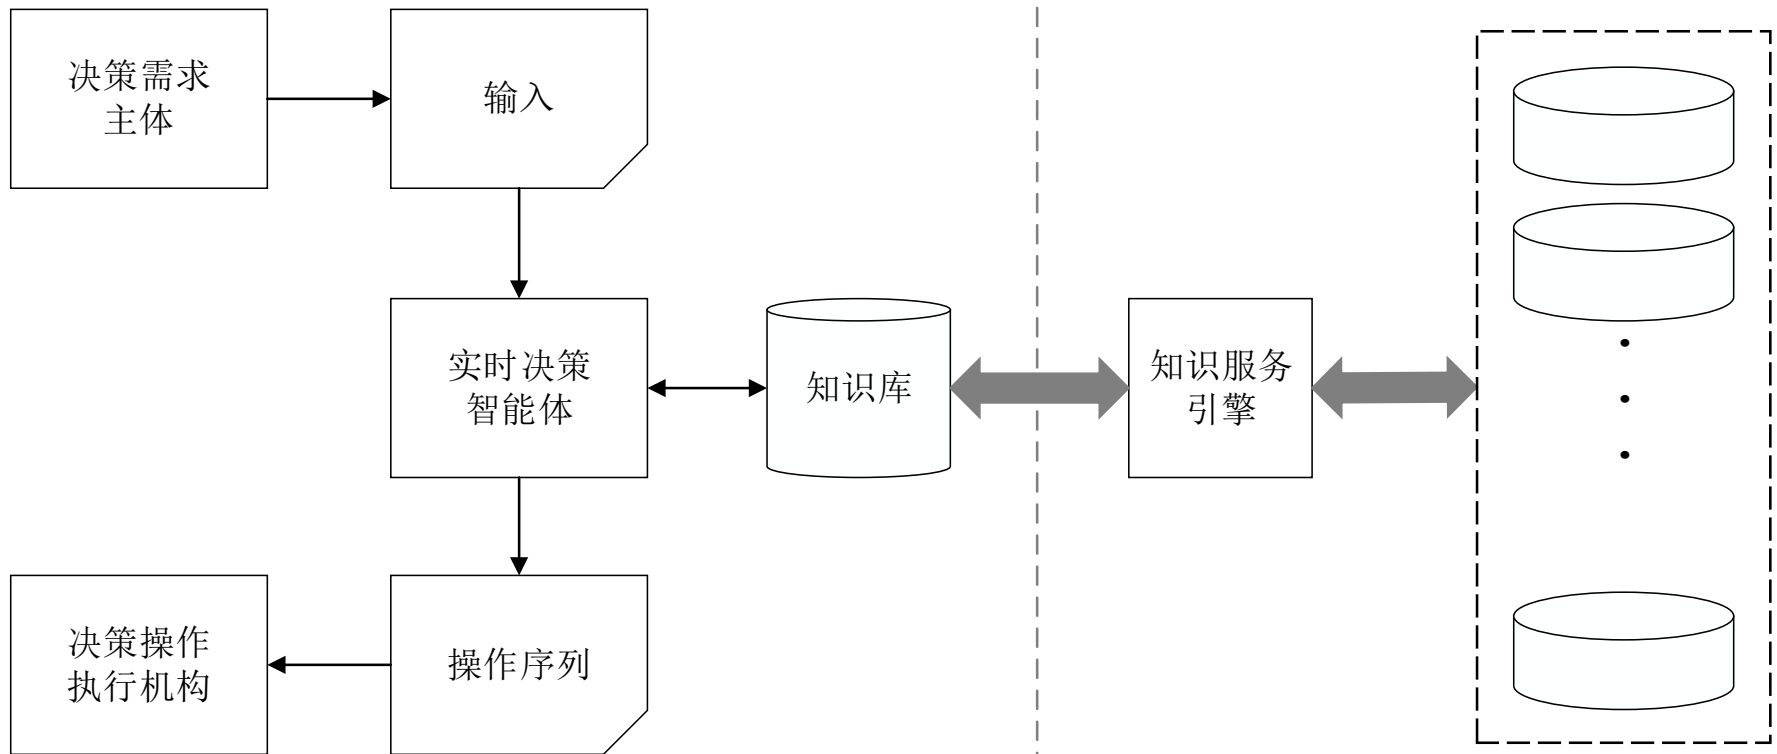 决策需求
主体
输入
实时决策
智能体
知识库
知识服务
引擎
决策操作
执行机构
操作序列